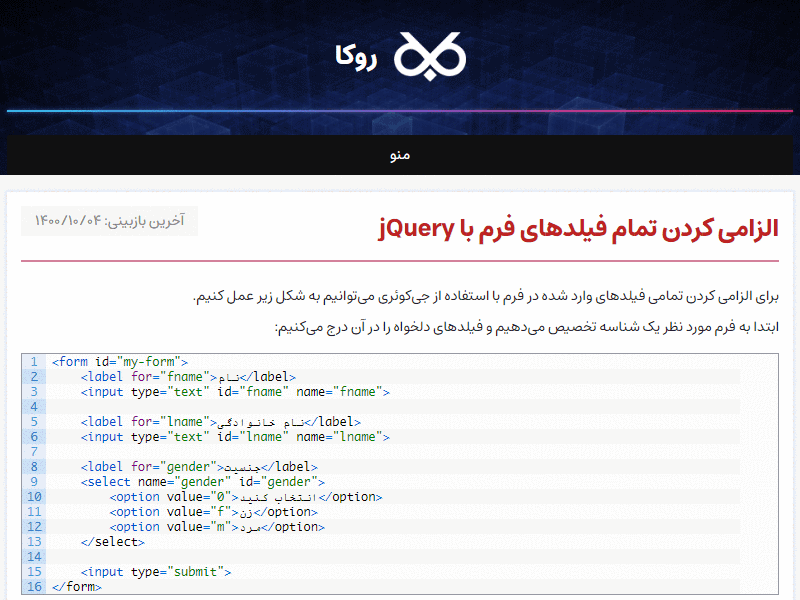 روکا
منو
الزامی کردن تمام فیلدهای فرم با jQuery
آخرین بازبینی: ۱۴۰۰/۱۰/۰۴
برای الزامی کردن تمامی فیلدهای وارد شده در فرم با استفاده از جی‌کوئری می‌توانیم به شکل زیر عمل کنیم.
ابتدا به فرم مورد نظر یک شناسه تخصیص می‌دهیم و فیلدهای دلخواه را در آن درج می‌کنیم:
1 <form id="my-form">
2     <label for="fname">نام</label>
3     <input type="text" id="fname" name="fname">
4
5     <label for="lname">نام خانوادگی</label>
6     <input type="text" id="lname" name="lname">
7
8     <label for="gender">جنسیت</label>
9     <select name="gender" id="gender">
10         <option value="0">انتخاب کنید</option>
11         <option value="f">زن</option>
12         <option value="m">مرد</option>
13     </select>
14
15     <input type="submit">
16 </form>